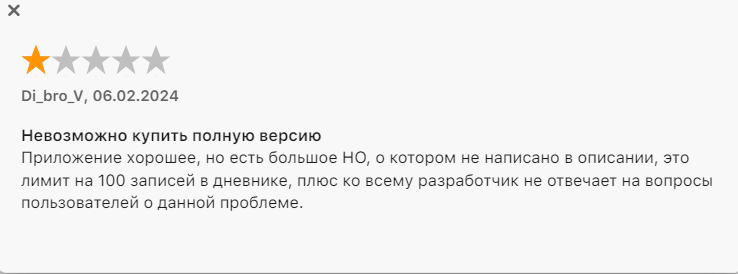 Di_bro_V, 06.02.2024
Невозможно купить полную версию
Приложение хорошее, но есть большое НО, о котором не написано в описании, это
лимит на 100 записей в дневнике, плюс ко всему разработчик не отвечает на вопросы
пользователей о данной проблеме.